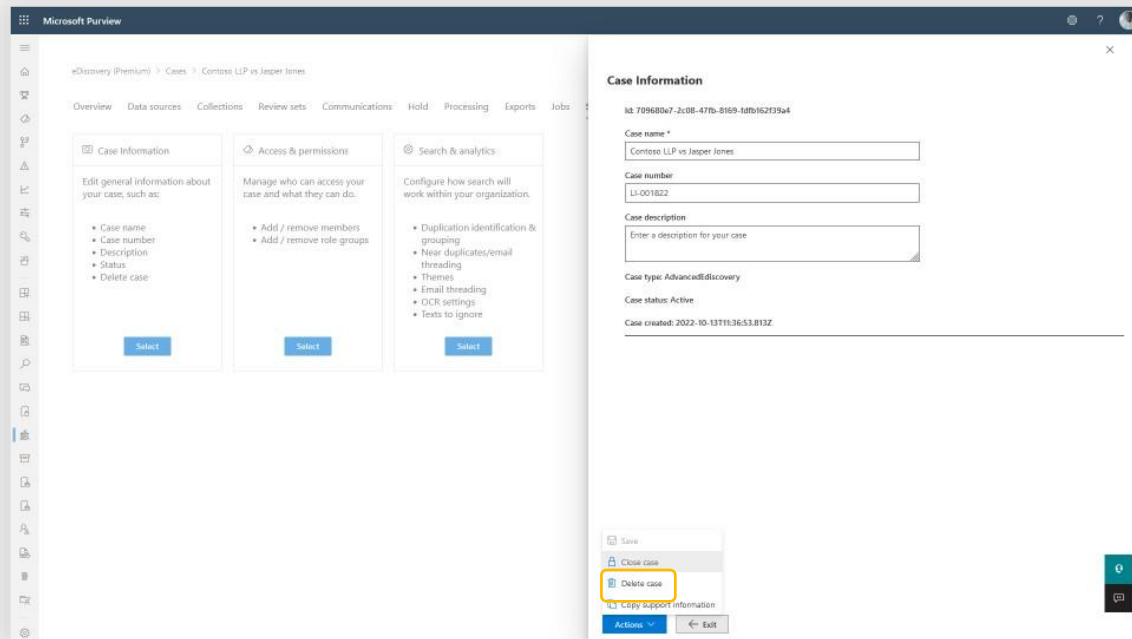 Microsoft Purview
?
eDiscovery (Premium) > Cases > Contoso LLP vs Jasper Jones
Overview Data sources Collections Review sets Communications Hold Processing Exports Jobs
Case Information
Edit general information about
your case, such as:
• Case name
• Case number
• Description
• Status
• Delete case
Select
Access & permissions
Manage who can access your
case and what they can do.
• Add / remove members
• Add / remove role groups
Select
Search & analytics
Configure how search will
work within your organization.
• Duplication identification &
grouping
• Near duplicates/email
threading
• Themes
• Email threading
• OCR settings
• Texts to ignore
Select
Case Information
Id: 709680e7-2c08-47fb-8169-fdfb162f39a4
Case name *
Contoso LLP vs Jasper Jones
Case number
LI-001822
Case description
Enter a description for your case
Case type: AdvancedEdiscovery
Case status: Active
Case created: 2022-10-13T11:36:53.813Z
Save
Close case
Delete case
Copy support information
Actions
Exit